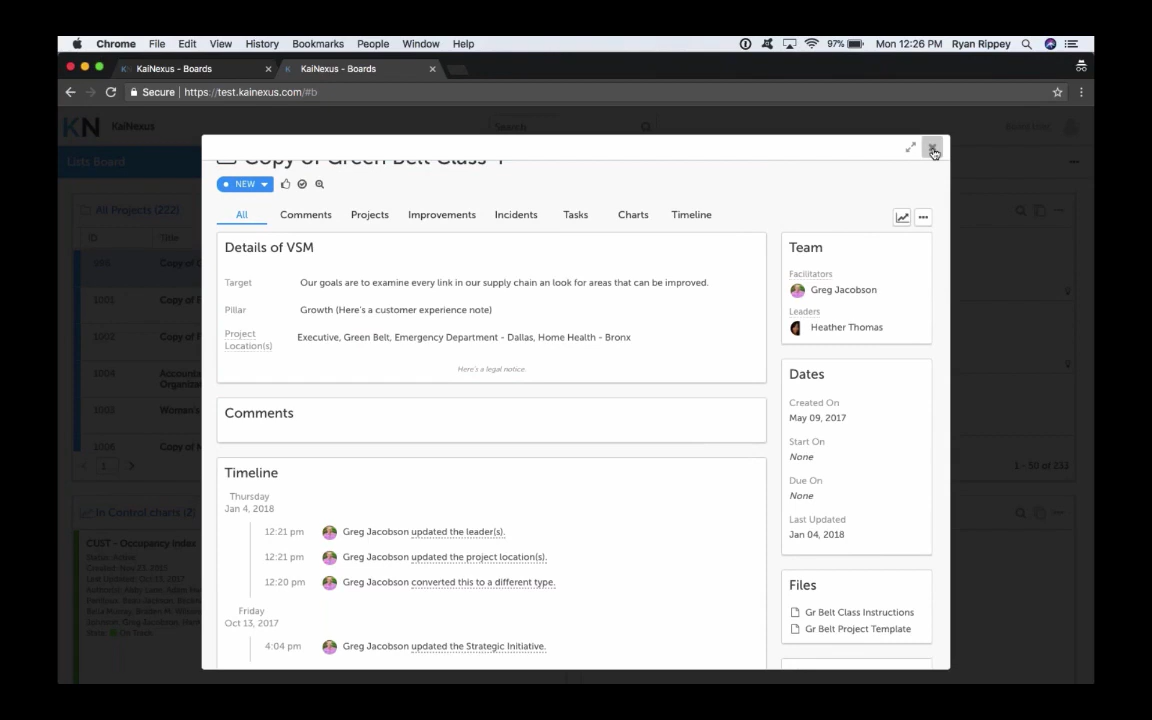 Chrome File Edit View History Bookmarks People Window Help 97% Mon 12:26 PM Ryan Rippey
KaiNexus - Boards KaiNexus - Boards
Secure | https://test.kainexus.com/#b
KN KaiNexus Search
Lists Board
All Projects (222)
ID Title
Copy of
1001 Copy of
1002 Copy of
1004
1003 Woman's
1006 Copy of
1
1 - 50 of 233
In Control charts (2)
CUST - Occupancy Index
Copy of Green Belt Class
NEW
All Comments Projects Improvements Incidents Tasks Charts Timeline
Details of VSM
Target Our goals are to examine every link in our supply chain an look for areas that can be improved.
Pillar Growth (Here's a customer experience note)
Project Location(s) Executive, Green Belt, Emergency Department - Dallas, Home Health - Bronx
Here's a legal notice.
Comments
Timeline
Thursday
Jan 4, 2018
12:21 pm Greg Jacobson updated the leader(s).
12:21 pm Greg Jacobson updated the project location(s).
12:20 pm Greg Jacobson converted this to a different type.
Friday
Oct 13, 2017
4:04 pm Greg Jacobson updated the Strategic Initiative.
Team
Facilitators
Greg Jacobson
Leaders
Heather Thomas
Dates
Created On
May 09, 2017
Start On
None
Due On
None
Last Updated
Jan 04, 2018
Files
Gr Belt Class Instructions
Gr Belt Project Template